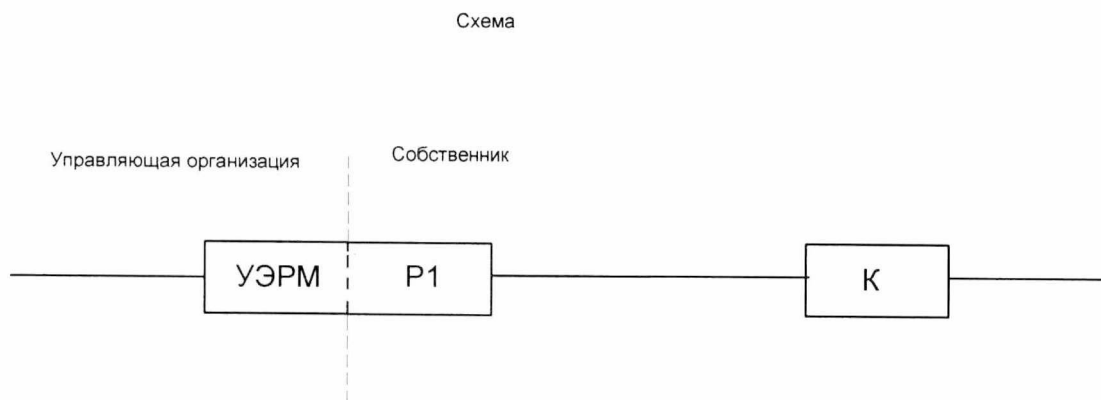 Схема
Управляющая организация
Собственник
УЭРМ
Р1
К